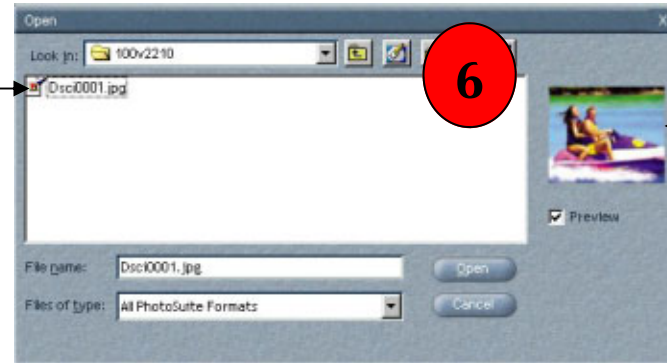 Open
Look in: 100v2210
6
Dsci0001.jpg
Preview
File name: Dsci0001.jpg Open
Files of type: All PhotoSuite Formats Cancel